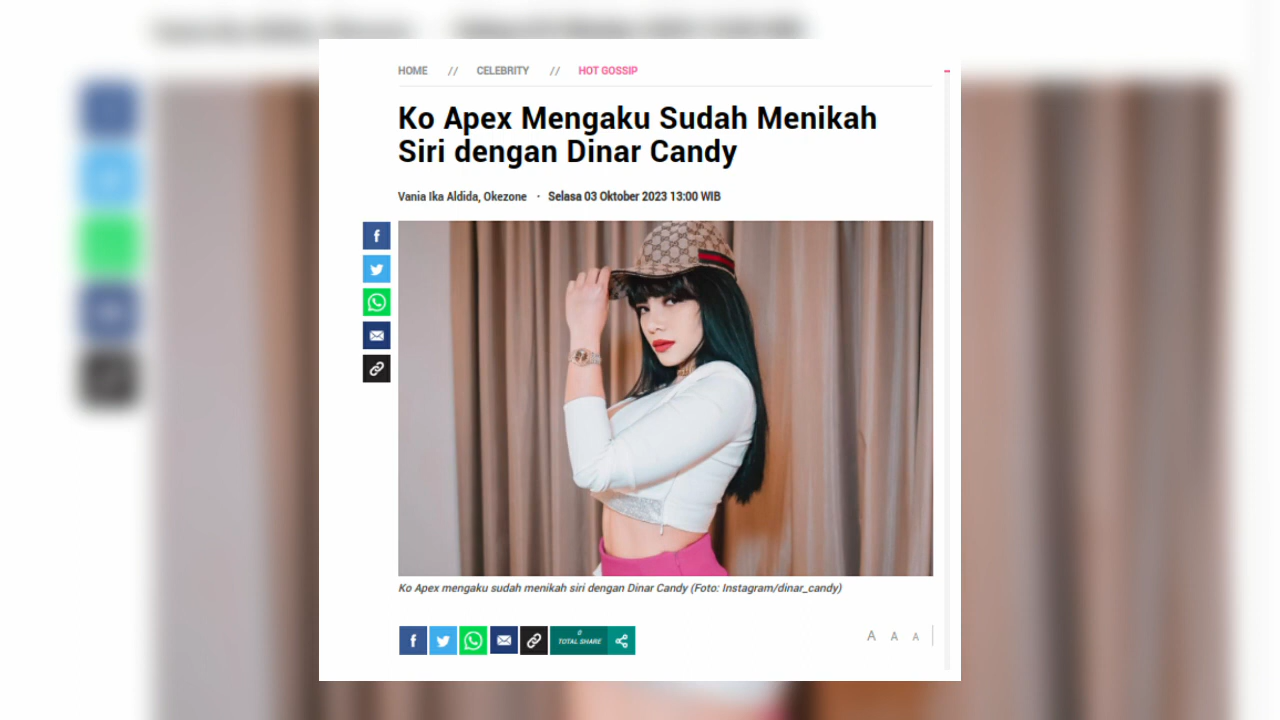 HOME // CELEBRITY // HOT GOSSIP
Ko Apex Mengaku Sudah Menikah
Siri dengan Dinar Candy
Vania Ika Aldida, Okezone · Selasa 03 Oktober 2023 13:00 WIB
Ko Apex mengaku sudah menikah siri dengan Dinar Candy (Foto: Instagram/dinar_candy)
0
TOTAL SHARE
A A A